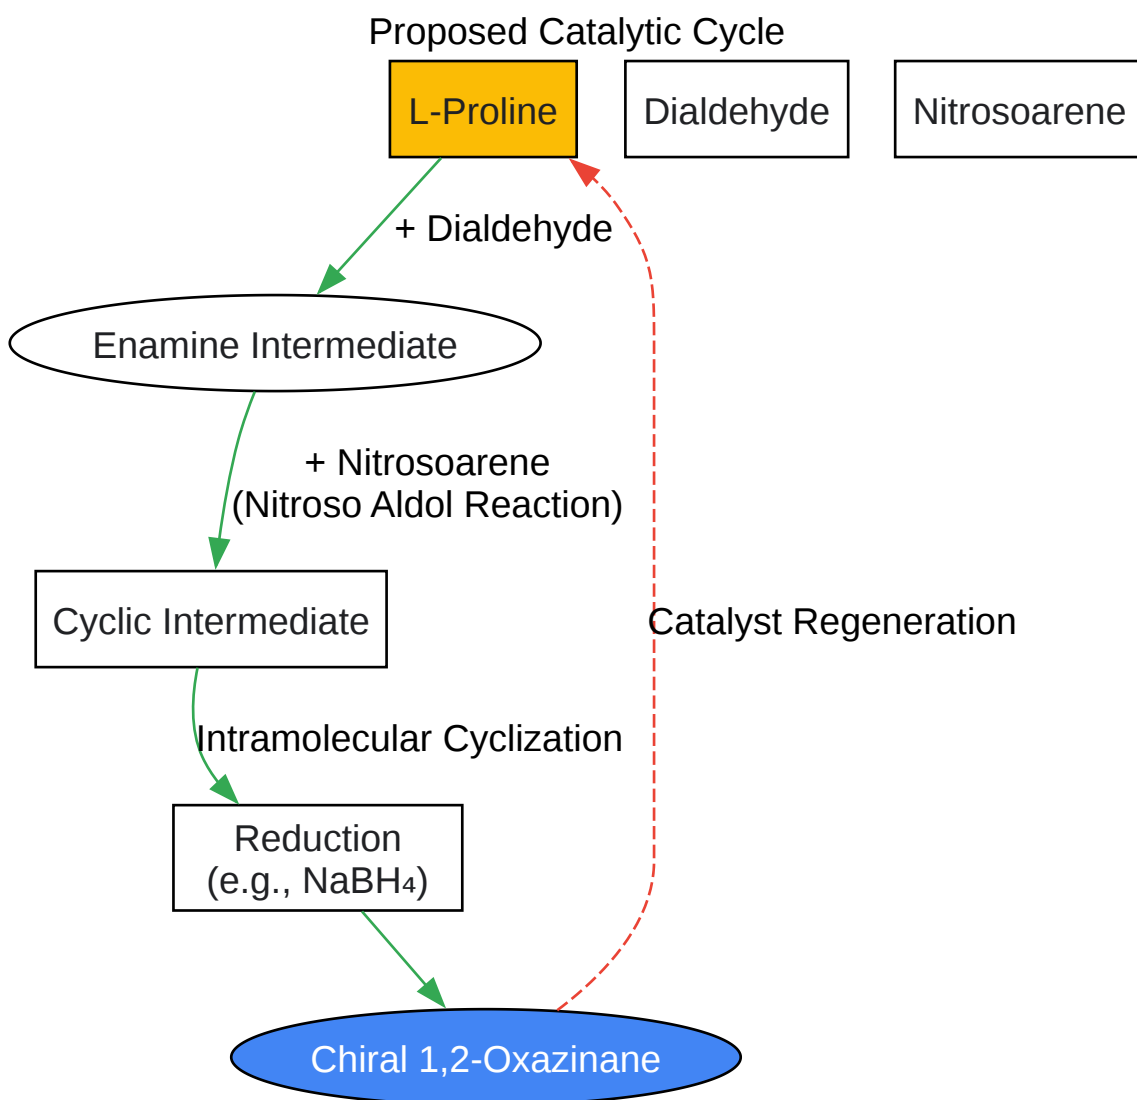 Proposed Catalytic Cycle
L-Proline
Dialdehyde
Nitrosoarene
+ Dialdehyde
Enamine Intermediate
+ Nitrosoarene
(Nitroso Aldol Reaction)
Cyclic Intermediate
Catalyst Regeneration
Intramolecular Cyclization
Reduction
(e.g., NaBH₄)
Chiral 1,2-Oxazinane